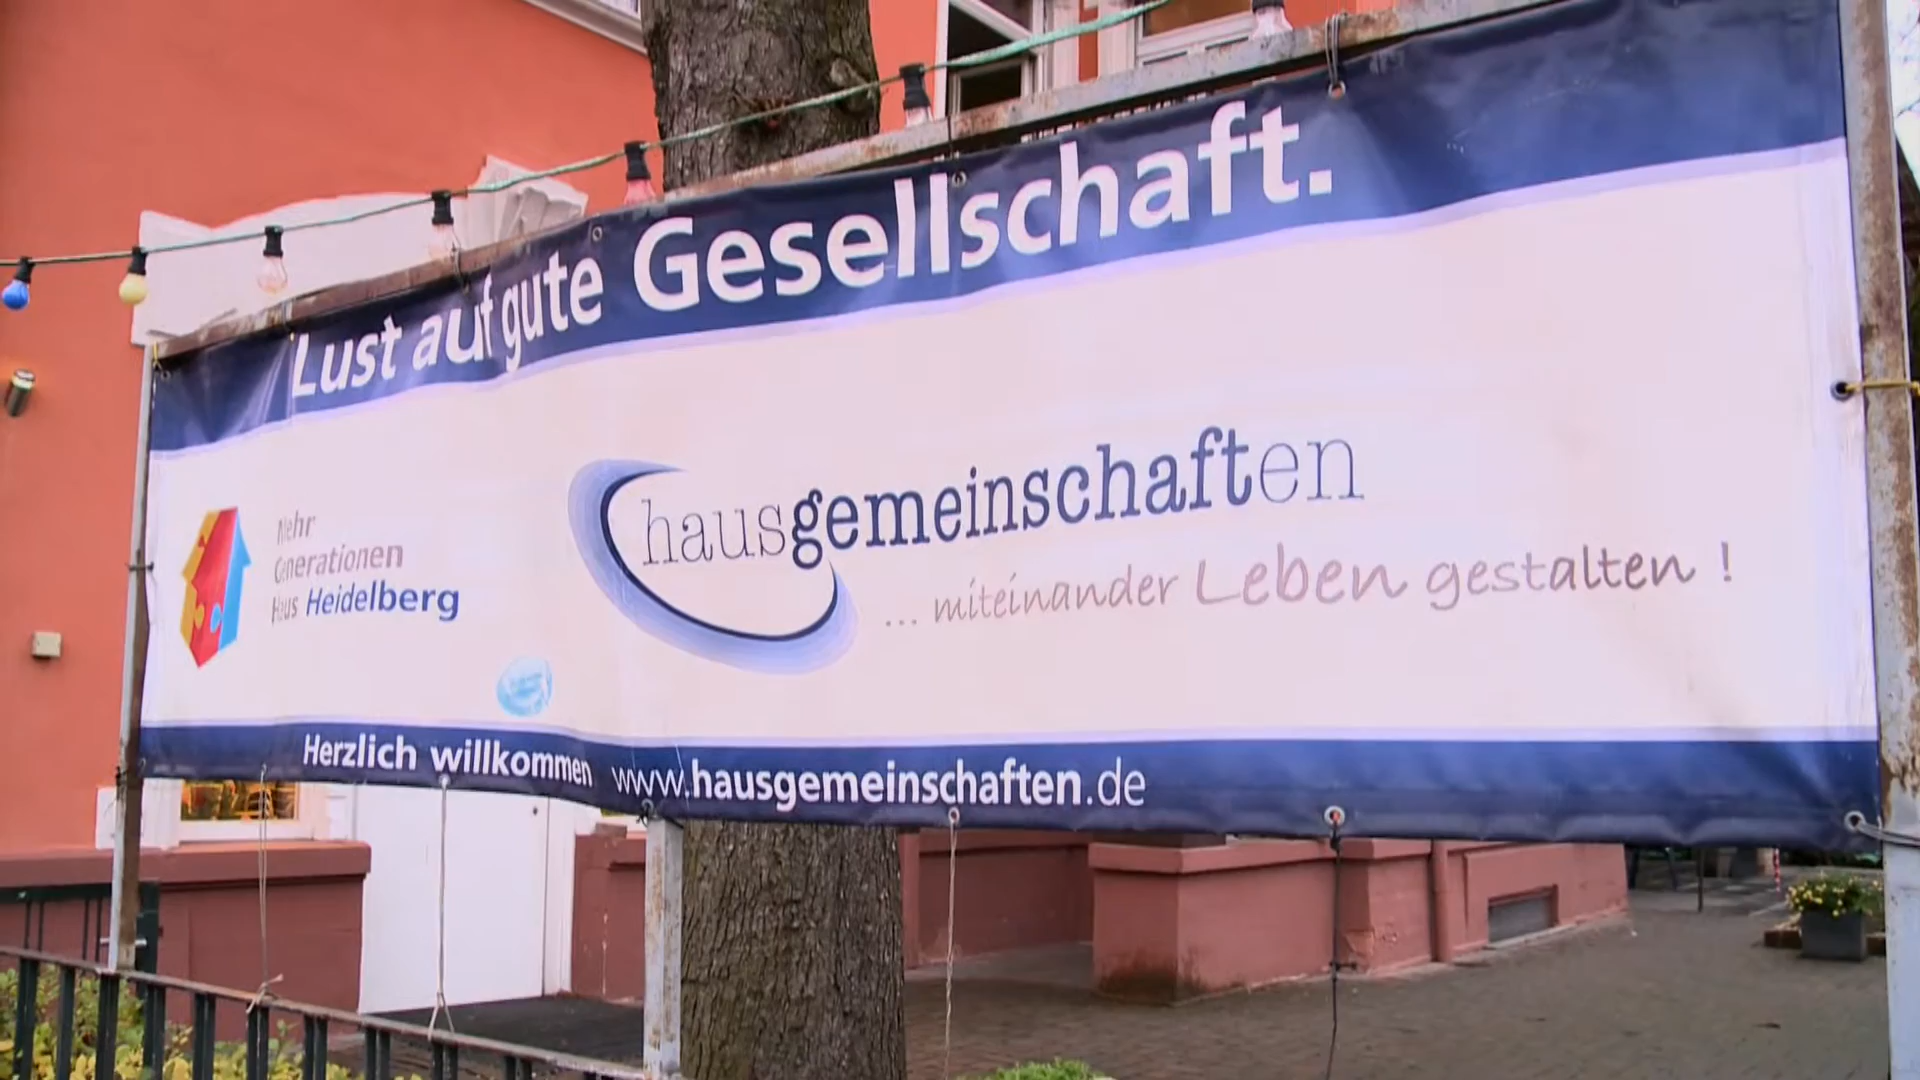 Lust auf gute Gesellschaft.
Mehr
Generationen
Haus Heidelberg
hausgemeinschaften
... miteinander Leben gestalten !
Herzlich willkommen www.hausgemeinschaften.de